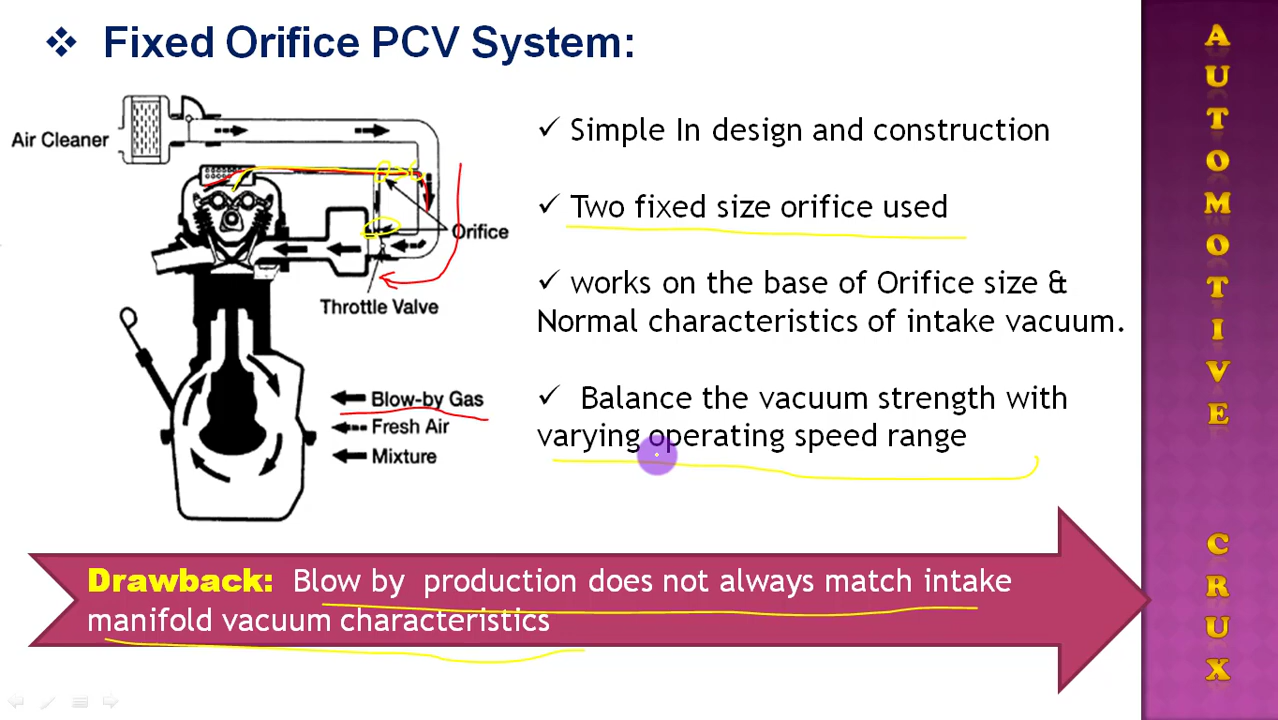 ❖ Fixed Orifice PCV System:
Air Cleaner
Orifice
Throttle Valve
Blow-by Gas
Fresh Air
Mixture
✓ Simple In design and construction
✓ Two fixed size orifice used
✓ works on the base of Orifice size &
Normal characteristics of intake vacuum.
✓ Balance the vacuum strength with
varying operating speed range
Drawback: Blow by production does not always match intake
manifold vacuum characteristics
AUTOMOTIVE CRUX